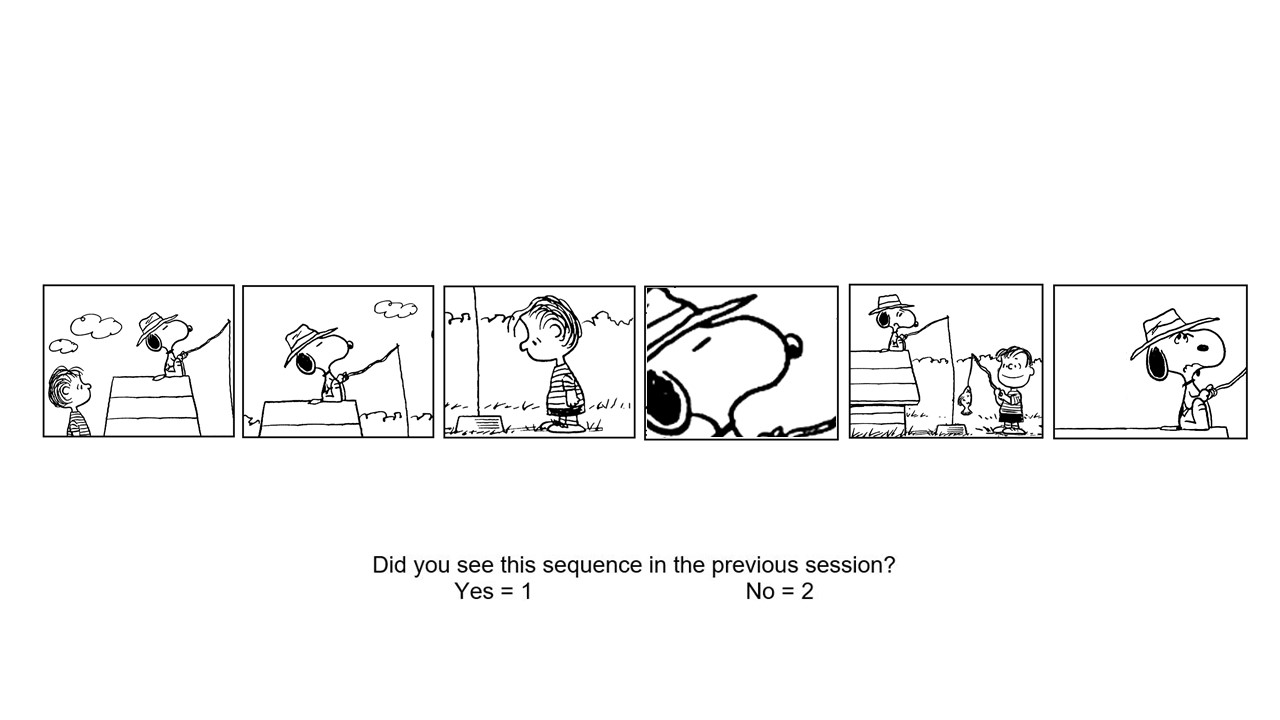 Did you see this sequence in the previous session?
Yes = 1 No = 2